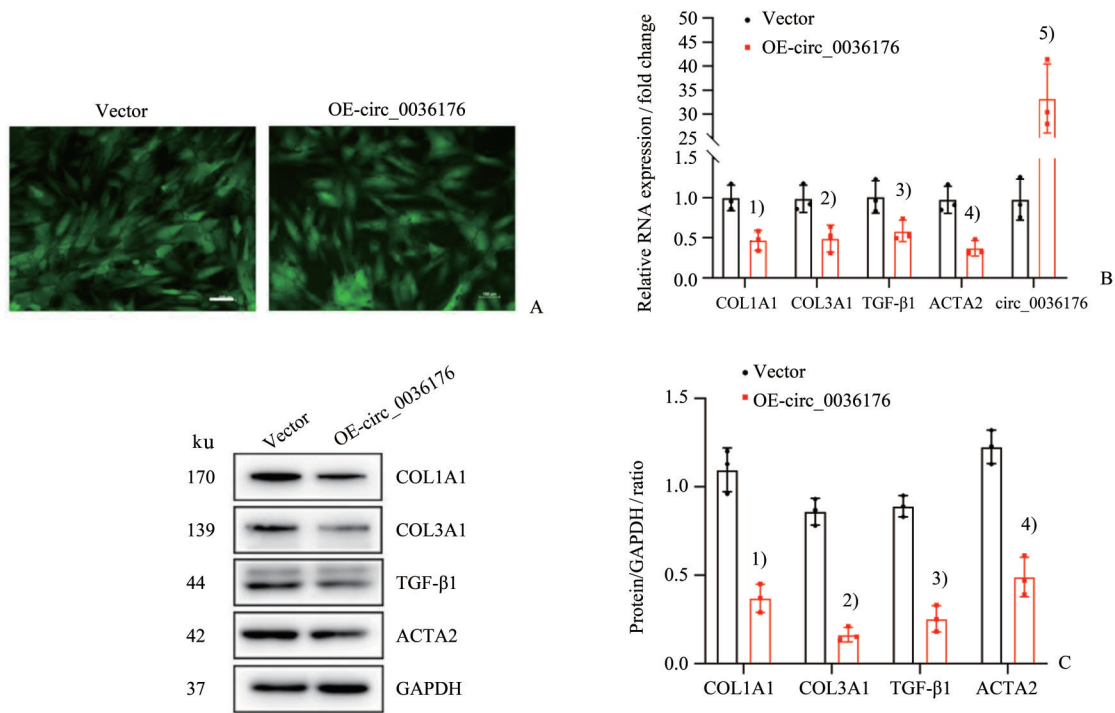 Vector
OE-circ_0036176
A
Relative RNA expression/fold change
50
45
40
35
30
25
1.5
1.0
0.5
0.0
Vector
OE-circ_0036176
1)
2)
3)
4)
5)
COL1A1
COL3A1
TGF-β1
ACTA2
circ_0036176
B
ku
Vector
OE-circ_0036176
170
COL1A1
139
COL3A1
44
TGF-β1
42
ACTA2
37
GAPDH
Protein/GAPDH/ratio
1.5
1.0
0.5
0.0
Vector
OE-circ_0036176
1)
2)
3)
4)
COL1A1
COL3A1
TGF-β1
ACTA2
C